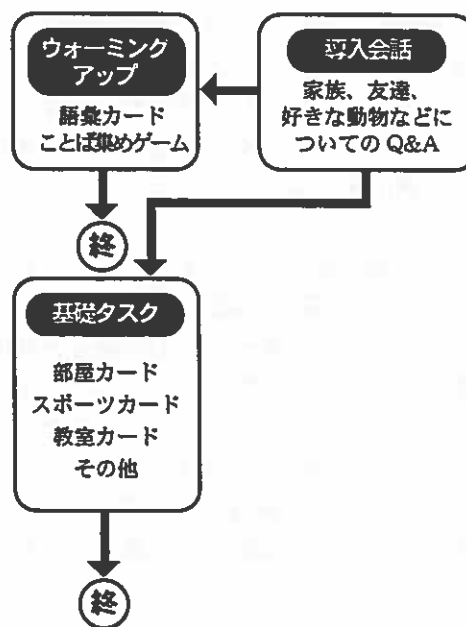 ウォーミング
アップ
語彙カード
ことば集めゲーム
終
導入会話
家族、友達、
好きな動物などに
ついてのQ&A
基礎タスク
部屋カード
スポーツカード
教室カード
その他
終